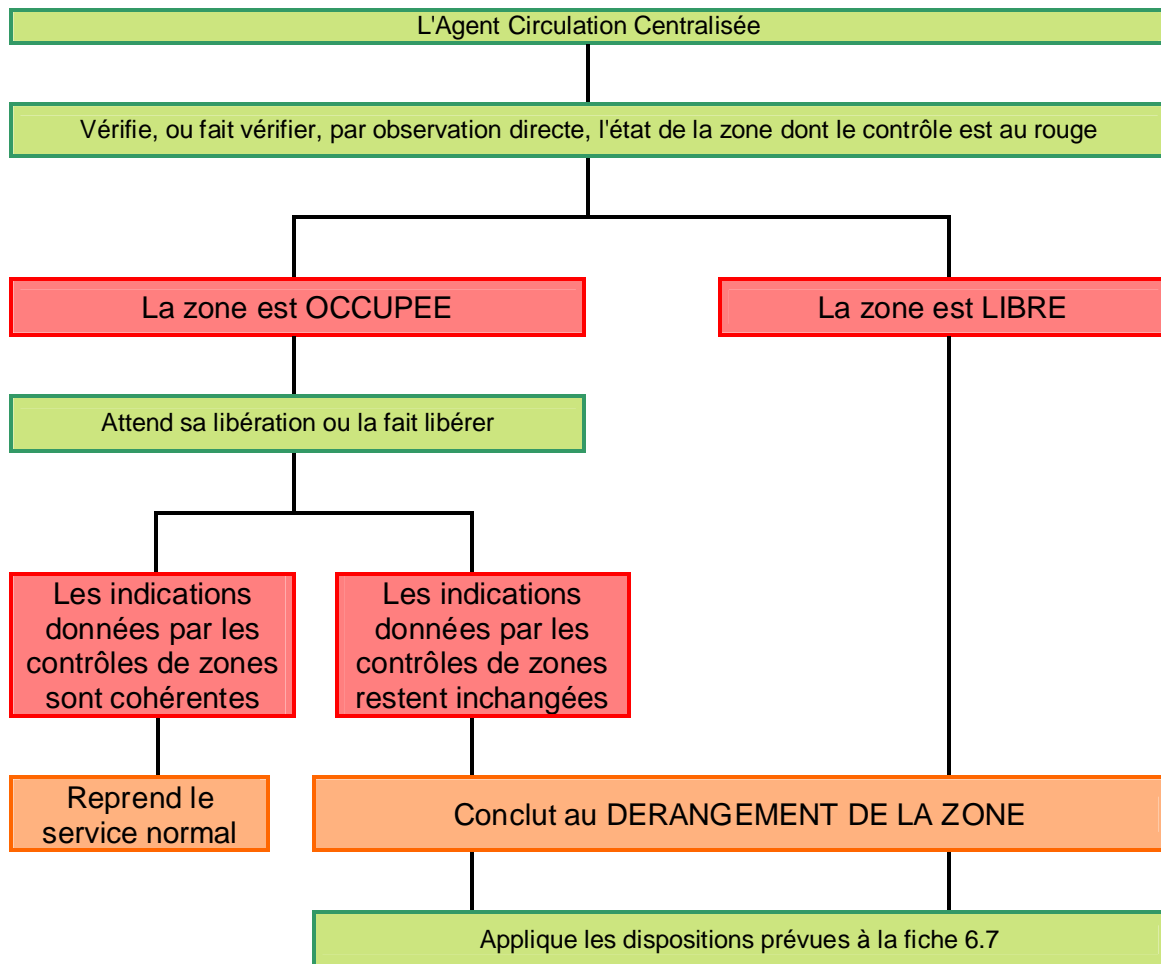 L'Agent Circulation Centralisée
Vérifie, ou fait vérifier, par observation directe, l'état de la zone dont le contrôle est au rouge
La zone est OCCUPEE
La zone est LIBRE
Attend sa libération ou la fait libérer
Les indications
données par les
contrôles de zones
sont cohérentes
Les indications
données par les
contrôles de zones
restent inchangées
Reprend le
service normal
Conclut au DERANGEMENT DE LA ZONE
Applique les dispositions prévues à la fiche 6.7